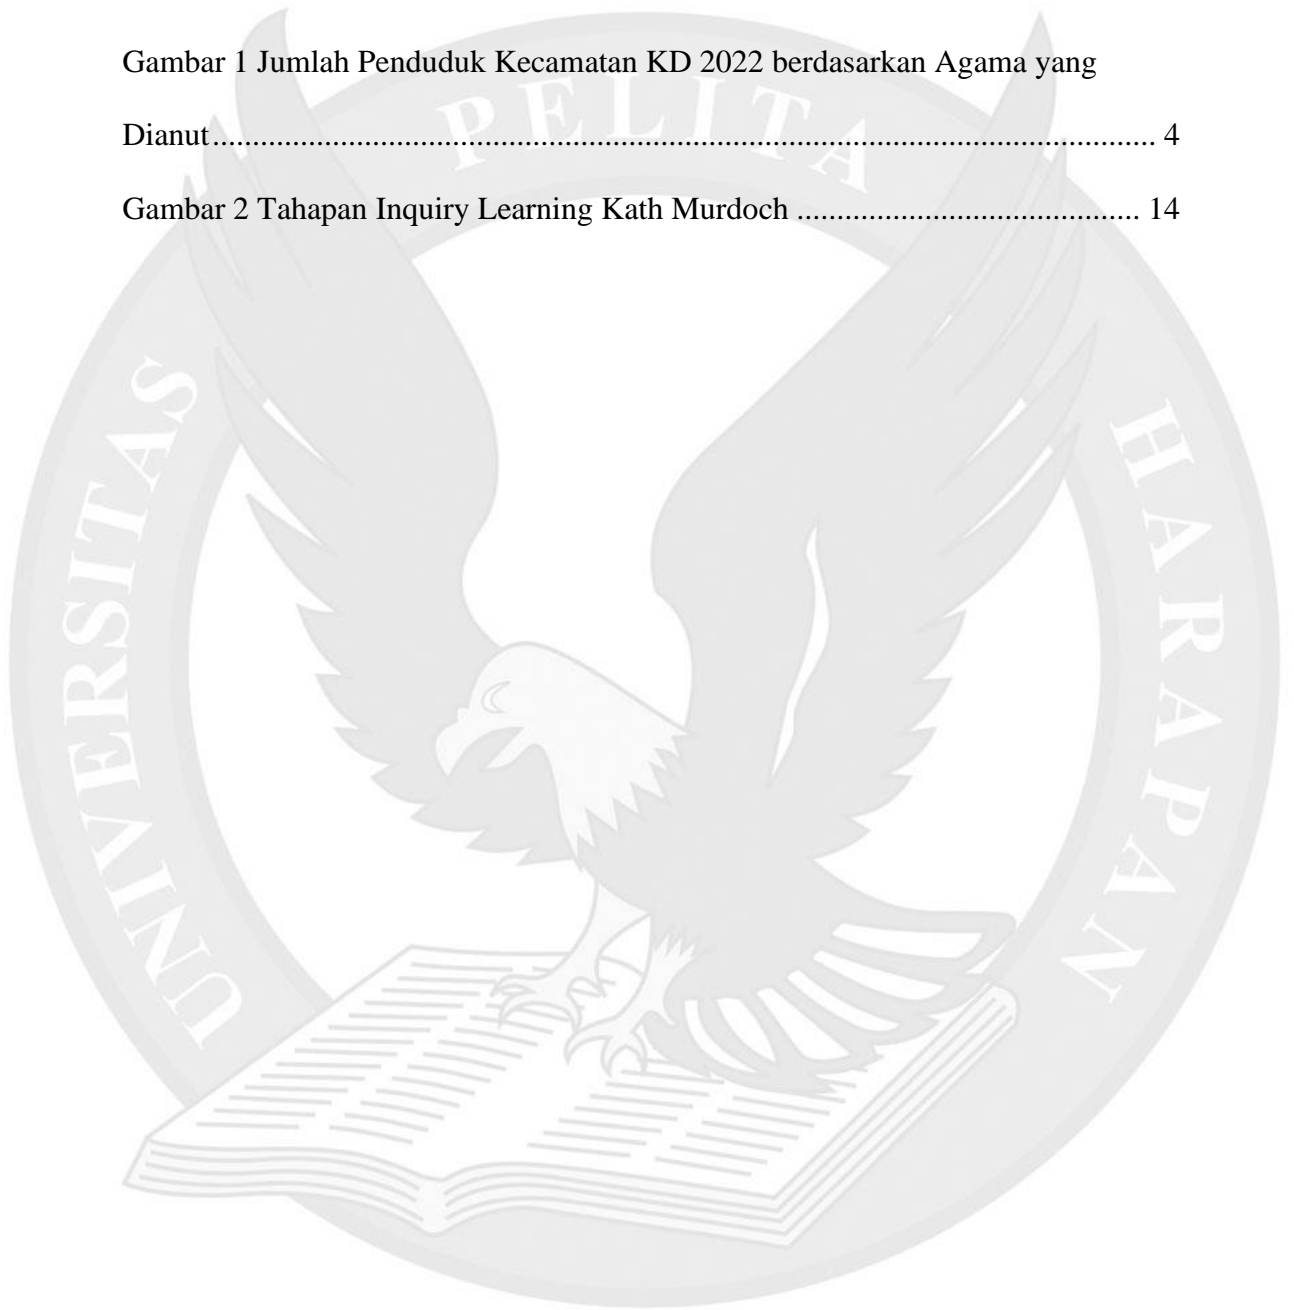 Gambar 1 Jumlah Penduduk Kecamatan KD 2022 berdasarkan Agama yang
Dianut........................................................................................................................ 4
Gambar 2 Tahapan Inquiry Learning Kath Murdoch ........................................... 14
UNIVERSITAS PELITA HARAPAN